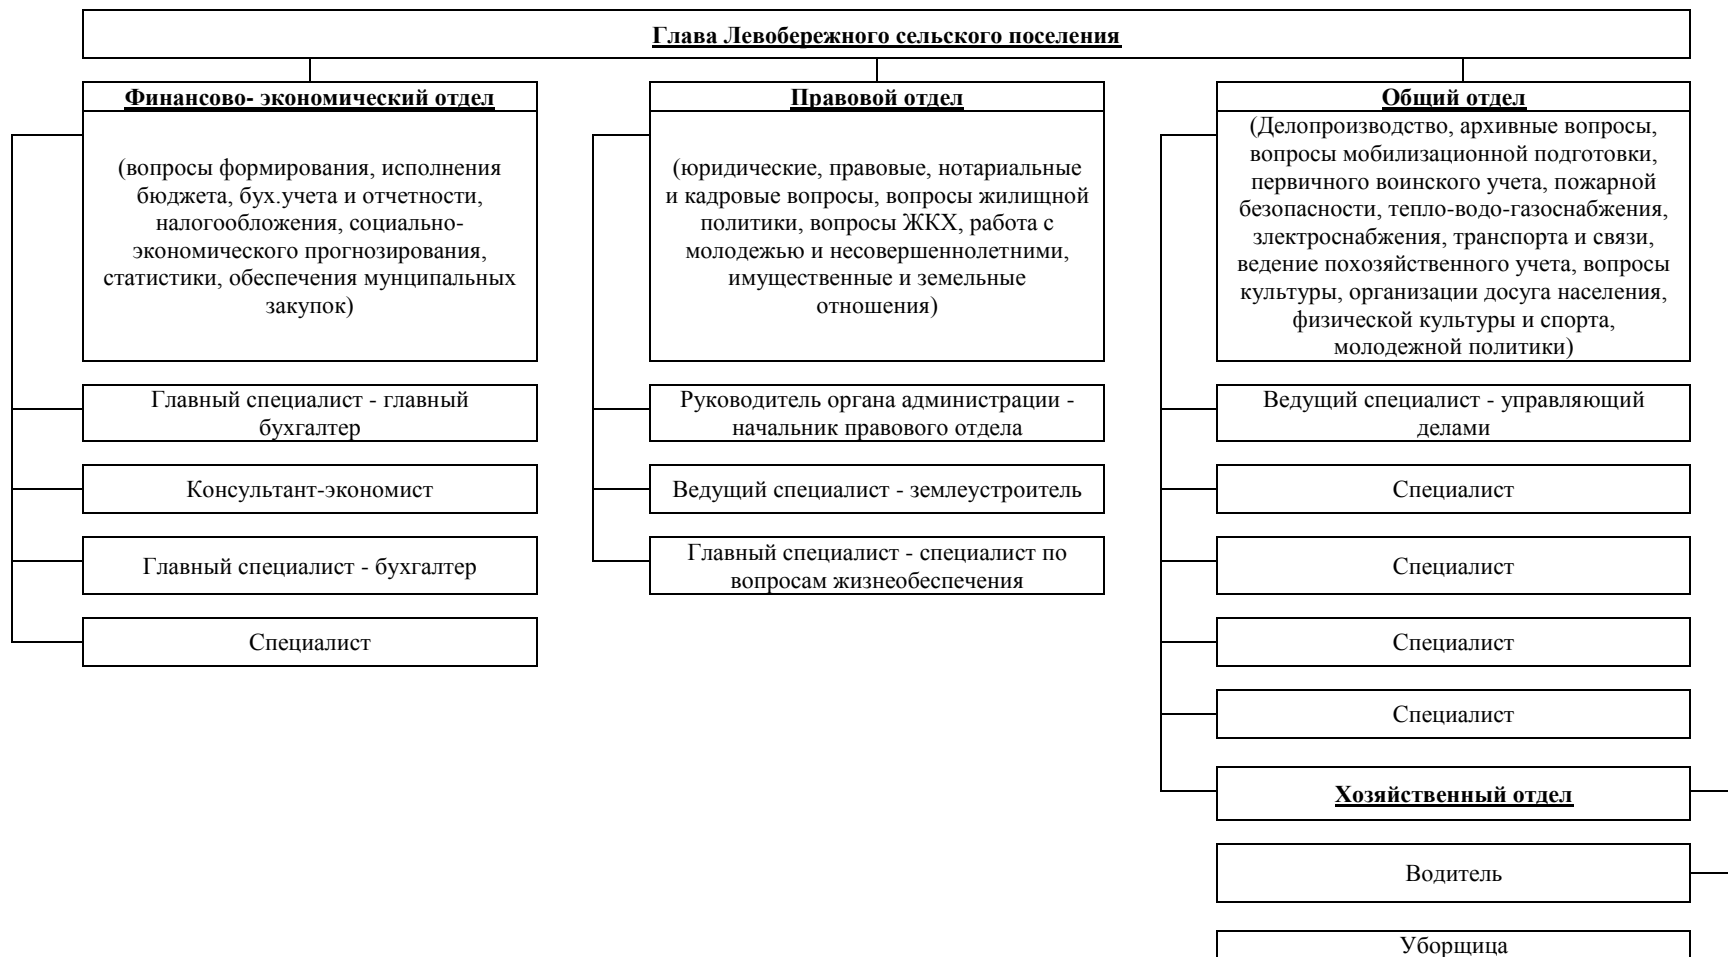 Глава Левобережного сельского поселения
Финансово- экономический отдел
(вопросы формирования, исполнения
бюджета, бух.учета и отчетности,
налогообложения, социально-
экономического прогнозирования,
статистики, обеспечения мунципальных
закупок)
Главный специалист - главный
бухгалтер
Консультант-экономист
Главный специалист - бухгалтер
Специалист
Правовой отдел
(юридические, правовые, нотариальные
и кадровые вопросы, вопросы жилищной
политики, вопросы ЖКХ, работа с
молодежью и несовершеннолетними,
имущественные и земельные
отношения)
Руководитель органа администрации -
начальник правового отдела
Ведущий специалист - землеустроитель
Главный специалист - специалист по
вопросам жизнеобеспечения
Общий отдел
(Делопроизводство, архивные вопросы,
вопросы мобилизационной подготовки,
первичного воинского учета, пожарной
безопасности, тепло-водо-газоснабжения,
злектроснабжения, транспорта и связи,
ведение похозяйственного учета, вопросы
культуры, организации досуга населения,
физической культуры и спорта,
молодежной политики)
Ведущий специалист - управляющий
делами
Специалист
Специалист
Специалист
Специалист
Хозяйственный отдел
Водитель
Уборщица